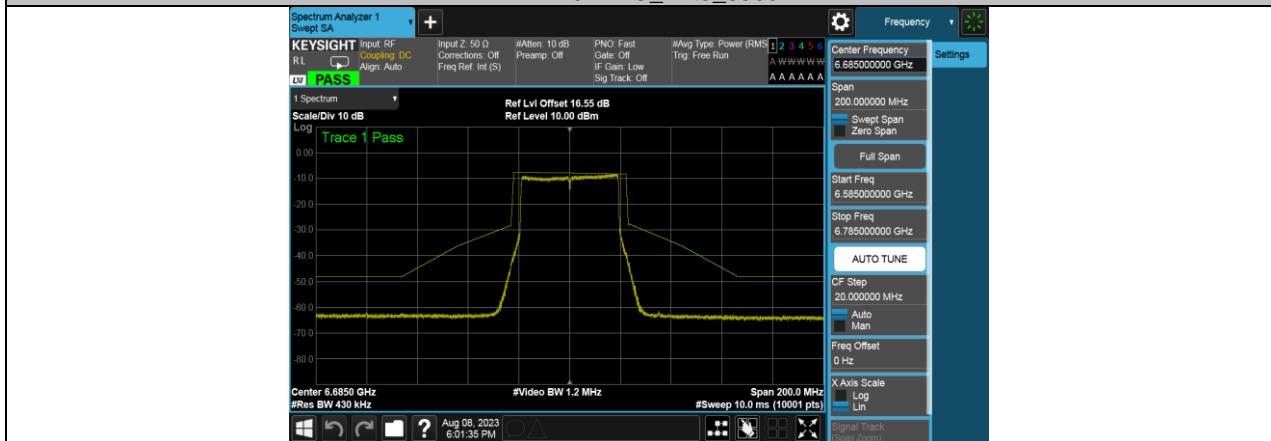 Spectrum Analyzer 1
Swept SA
Frequency
KEYSIGHT
Input: RF
Coupling: DC
Align: Auto
Input Z: 50 Ω
Corrections: Off
Freq Ref: Int (S)
#Atten: 10 dB
Preamp: Off
PNO: Fast
Gate: Off
IF Gain: Low
Sig Track: Off
#Avg Type: Power (RMS
Trig: Free Run
1 2 3 4 5 6
A W W W W W
A A A A A A
R L
LXI
PASS
Center Frequency
6.685000000 GHz
Settings
Span
200.000000 MHz
Swept Span
Zero Span
Full Span
Start Freq
6.585000000 GHz
Stop Freq
6.785000000 GHz
AUTO TUNE
CF Step
20.000000 MHz
Auto
Man
Freq Offset
0 Hz
X Axis Scale
Log
Lin
Signal Track
(Span Zoom)
1 Spectrum
Scale/Div 10 dB
Ref Lvl Offset 16.55 dB
Ref Level 10.00 dBm
Log
Trace 1 Pass
0.00
-10.0
-20.0
-30.0
-40.0
-50.0
-60.0
-70.0
-80.0
Center 6.6850 GHz
#Res BW 430 kHz
#Video BW 1.2 MHz
Span 200.0 MHz
#Sweep 10.0 ms (10001 pts)
?
Aug 08, 2023
6:01:35 PM